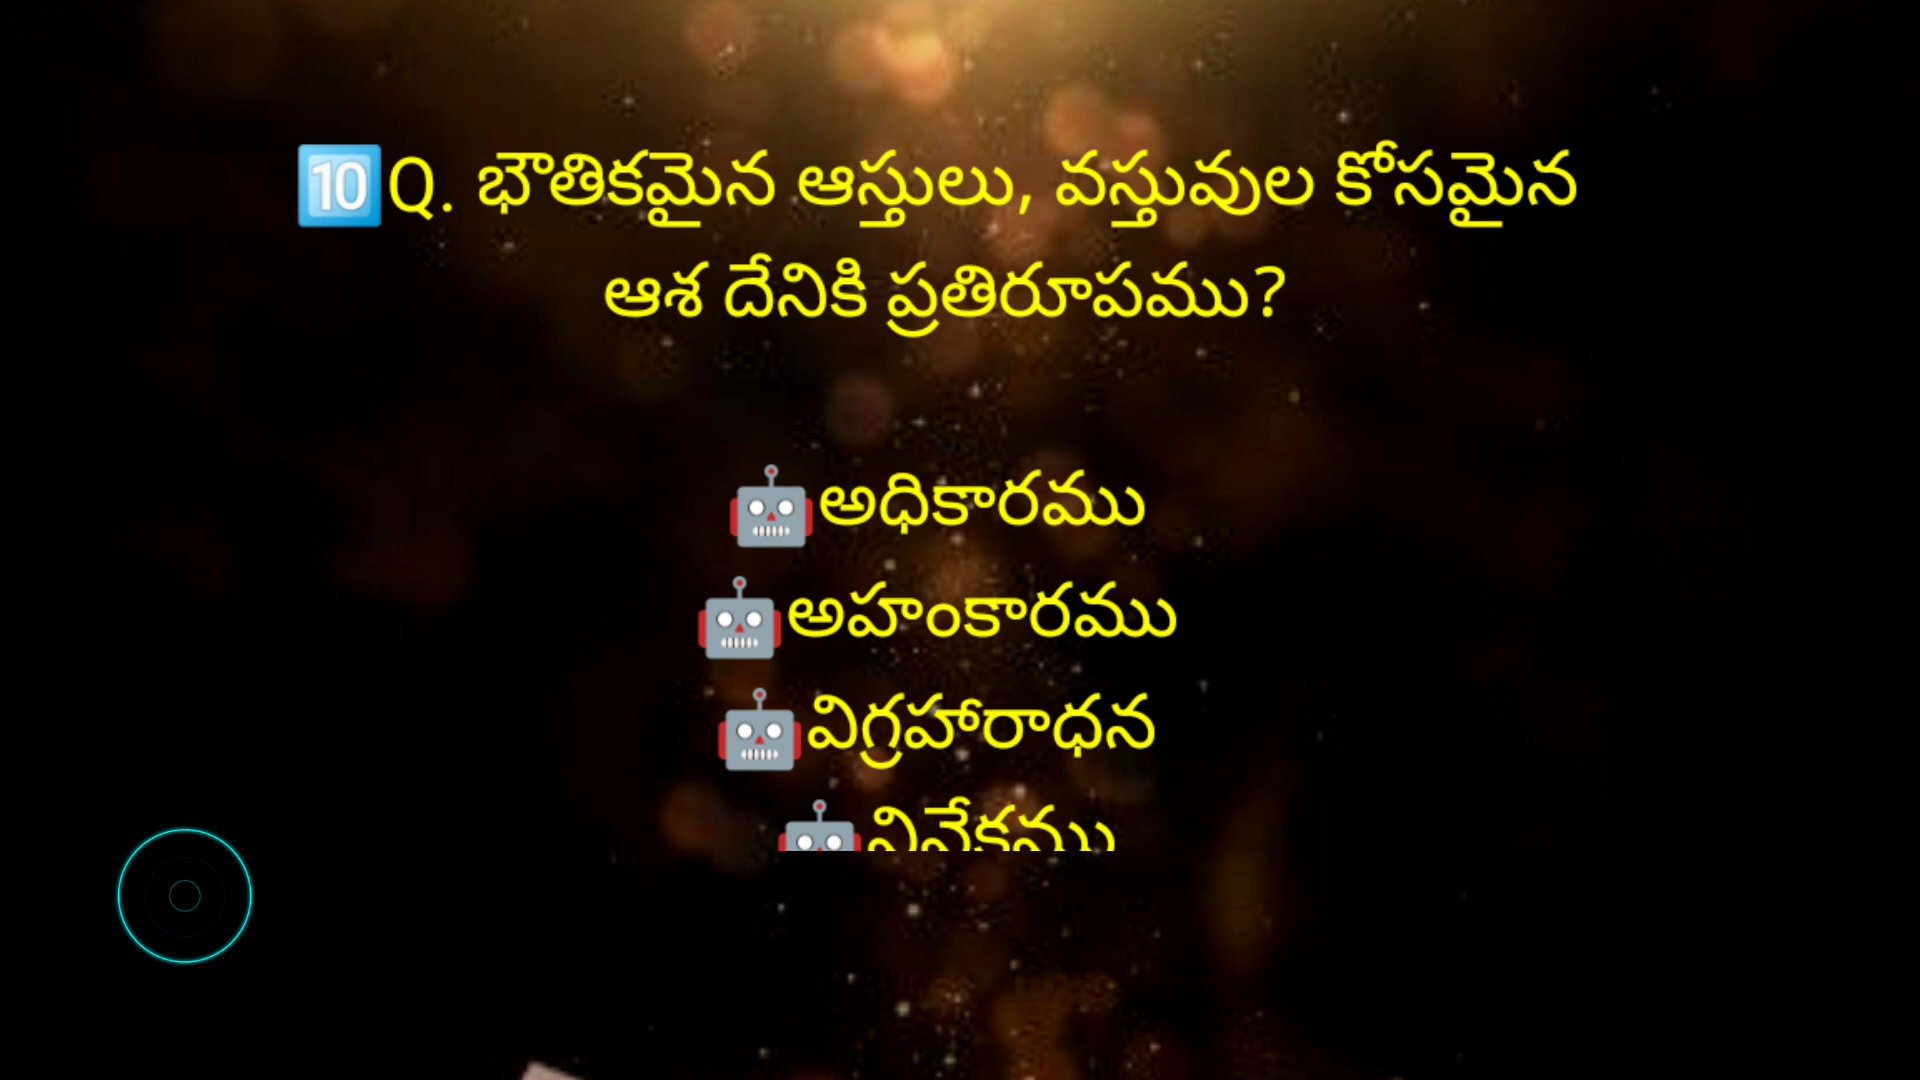 🔟Q. భౌతికమైన ఆస్తులు, వస్తువుల కోసమైన
ఆశ దేనికి ప్రతిరూపము?
🤖అధికారము
🤖అహంకారము
🤖విగ్రహారాధన